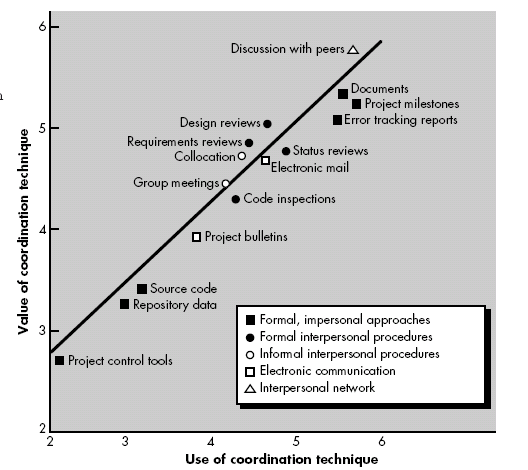 6
5
4
3
2
Value of coordination technique
Discussion with peers
Documents
Project milestones
Error tracking reports
Design reviews
Requirements reviews
Collocation
Status reviews
Electronic mail
Group meetings
Code inspections
Project bulletins
Source code
Repository data
Project control tools
Formal, impersonal approaches
Formal interpersonal procedures
Informal interpersonal procedures
Electronic communication
Interpersonal network
2 3 4 5 6
Use of coordination technique